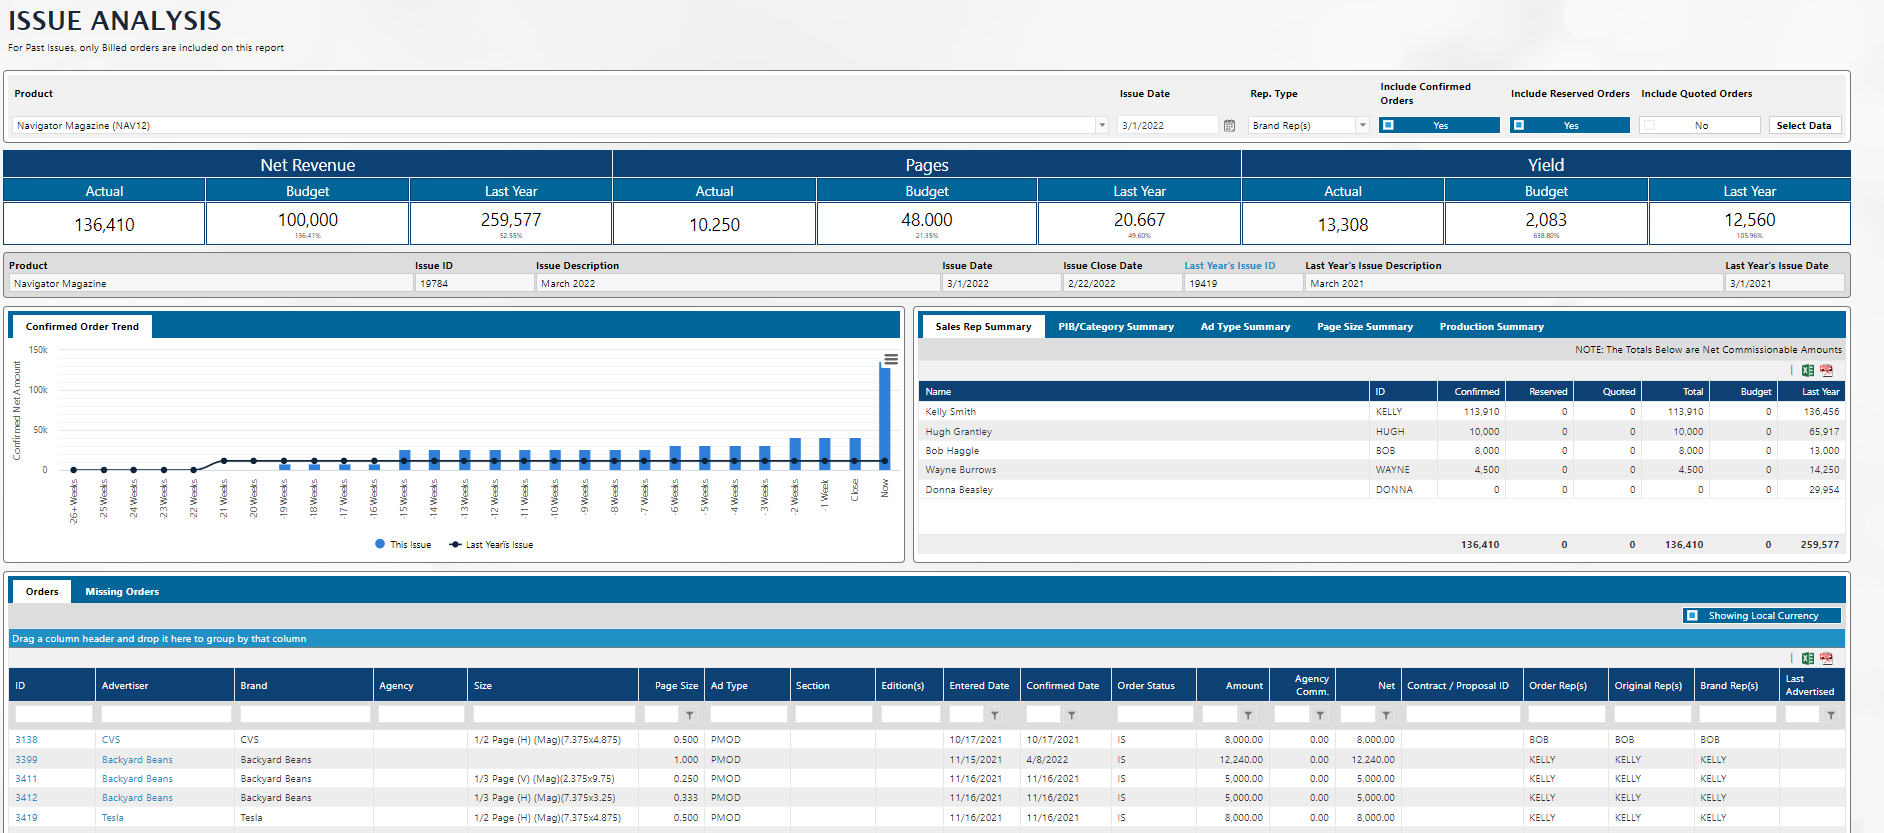 ISSUE ANALYSIS
For Past Issues, only Billed orders are included on this report
Product Issue Date Rep. Type Include Confirmed Orders Include Reserved Orders Include Quoted Orders
Navigator Magazine (NAV12) 3/1/2022 Brand Rep(s) Yes Yes No Select Data
Net Revenue Pages Yield
Actual Budget Last Year Actual Budget Last Year Actual Budget Last Year
136,410 100,000 259,577 10.250 48.000 20.667 13,308 2,083 12,560
136.41% 52.55% 21.35% 49.60% 638.80% 105.96%
Product Issue ID Issue Description Issue Date Issue Close Date Last Year's Issue ID Last Year's Issue Description Last Year's Issue Date
Navigator Magazine 19784 March 2022 3/1/2022 2/22/2022 19419 March 2021 3/1/2021
Confirmed Order Trend
150k
100k
50k
0
Confirmed Net Amount
-26+ Weeks -25 Weeks -24 Weeks -23 Weeks -22 Weeks -21 Weeks -20 Weeks -19 Weeks -18 Weeks -17 Weeks -16 Weeks -15 Weeks -14 Weeks -13 Weeks -12 Weeks -11 Weeks -10 Weeks -9 Weeks -8 Weeks -7 Weeks -6 Weeks -5 Weeks -4 Weeks -3 Weeks -2 Weeks -1 Week Close Now
This Issue Last Yearïs Issue
Sales Rep Summary PIB/Category Summary Ad Type Summary Page Size Summary Production Summary
NOTE: The Totals Below are Net Commissionable Amounts
Name ID Confirmed Reserved Quoted Total Budget Last Year
Kelly Smith KELLY 113,910 0 0 113,910 0 136,456
Hugh Grantley HUGH 10,000 0 0 10,000 0 65,917
Bob Haggle BOB 8,000 0 0 8,000 0 13,000
Wayne Burrows WAYNE 4,500 0 0 4,500 0 14,250
Donna Beasley DONNA 0 0 0 0 0 29,954
136,410 0 0 136,410 0 259,577
Orders Missing Orders
Showing Local Currency
Drag a column header and drop it here to group by that column
ID Advertiser Brand Agency Size Page Size Ad Type Section Edition(s) Entered Date Confirmed Date Order Status Amount Agency Comm. Net Contract / Proposal ID Order Rep(s) Original Rep(s) Brand Rep(s) Last Advertised
3138 CVS CVS 1/2 Page (H) (Mag)(7.375x4.875) 0.500 PMOD 10/17/2021 10/17/2021 IS 8,000.00 0.00 8,000.00 BOB BOB BOB
3399 Backyard Beans Backyard Beans 1.000 PMOD 11/15/2021 4/8/2022 IS 12,240.00 0.00 12,240.00 KELLY KELLY KELLY
3411 Backyard Beans Backyard Beans 1/3 Page (V) (Mag)(2.375x9.75) 0.250 PMOD 11/16/2021 11/16/2021 IS 5,000.00 0.00 5,000.00 KELLY KELLY KELLY
3412 Backyard Beans Backyard Beans 1/3 Page (H) (Mag)(7.375x3.25) 0.333 PMOD 11/16/2021 11/16/2021 IS 5,000.00 0.00 5,000.00 KELLY KELLY KELLY
3419 Tesla Tesla 1/2 Page (H) (Mag)(7.375x4.875) 0.500 PMOD 11/16/2021 11/16/2021 IS 8,000.00 0.00 8,000.00 KELLY KELLY KELLY